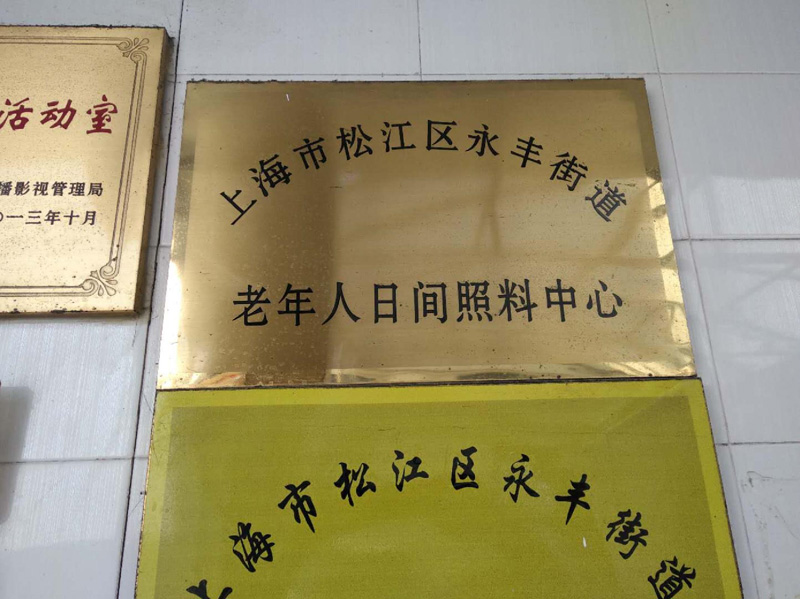 活动室
播影视管理局
〇一三年十月
上海市松江区永丰街道
老年人日间照料中心
上海市松江区永丰街道